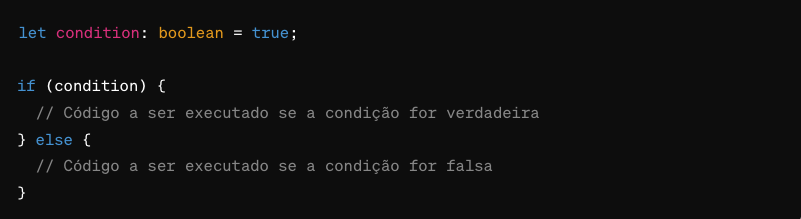 let condition: boolean = true;

if (condition) {
  // Código a ser executado se a condição for verdadeira
} else {
  // Código a ser executado se a condição for falsa
}